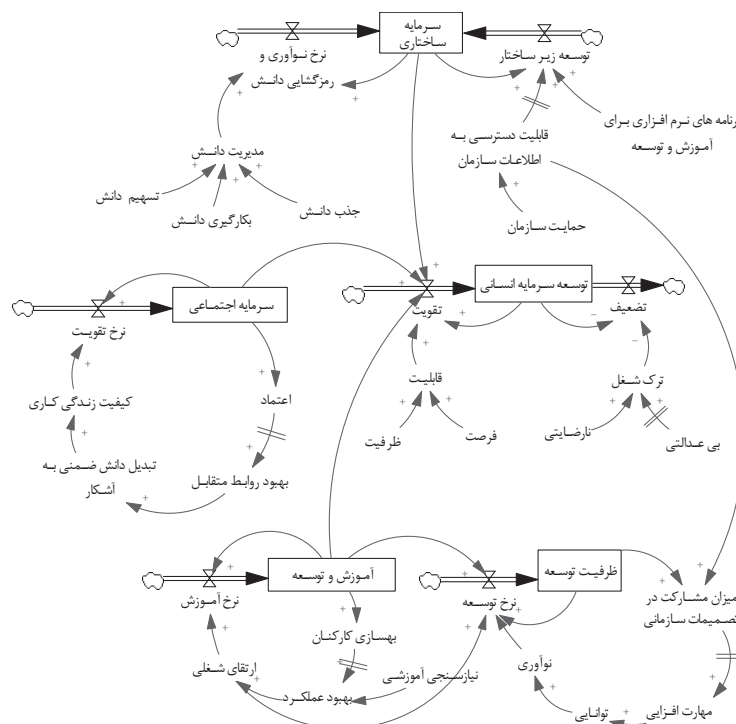 سرمایه
ساختاری
نرخ نوآوری و
رمزگشایی دانش
توسعه زیر ساختار
مدیریت دانش
تسهیم دانش
بکارگیری دانش
جذب دانش
قابلیت دسترسی به
اطلاعات سازمان
رنامه های نرم افزاری برای
آموزش و توسعه
حمایت سازمان
سرمایه اجتماعی
نرخ تقویت
توسعه سرمایه انسانی
تقویت
تضعیف
کیفیت زندگی کاری
اعتماد
قابلیت
ظرفیت
فرصت
ترک شغل
نارضایتی
بی عدالتی
تبدیل دانش ضمنی به
آشکار
بهبود روابط متقابل
آموزش و توسعه
نرخ آموزش
ظرفیت توسعه
نرخ توسعه
میزان مشارکت در
تصمیمات سازمانی
بهسازی کارکنان
ارتقای شغلی
نیازسنجی آموزشی
بهبود عملکرد
نوآوری
توانایی
مهارت افزایی